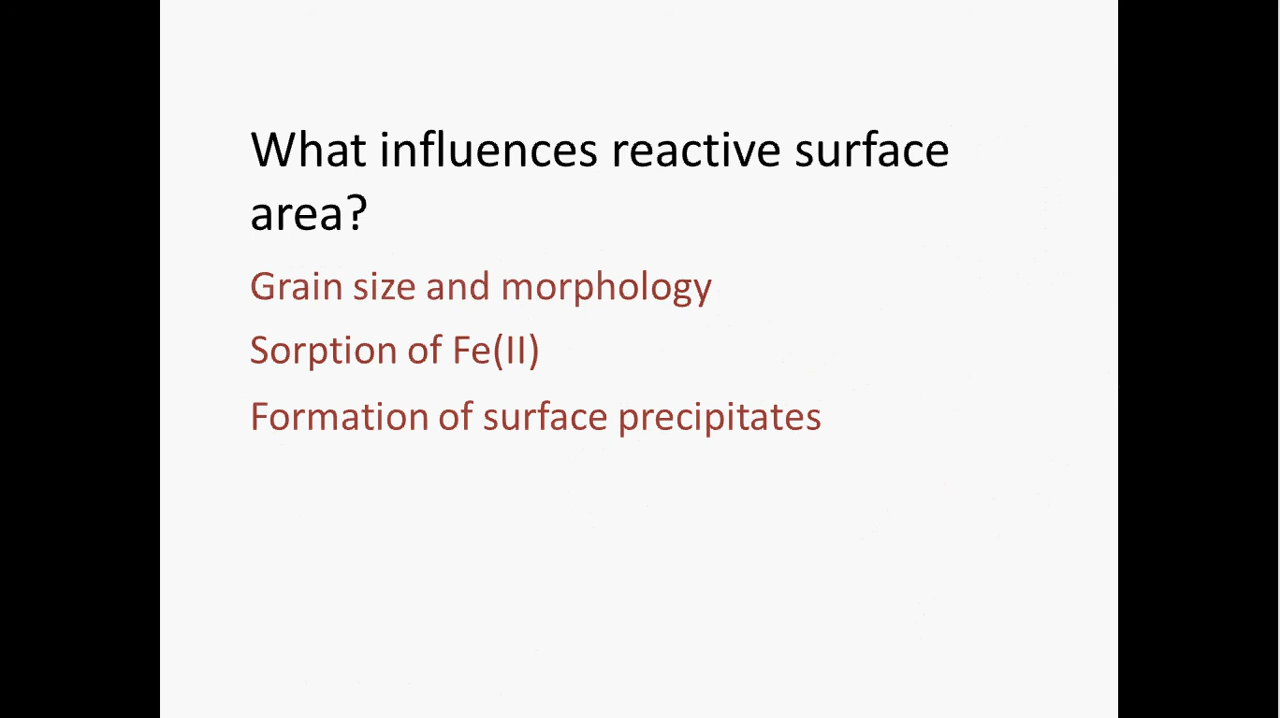 What influences reactive surface
area?
Grain size and morphology
Sorption of Fe(II)
Formation of surface precipitates